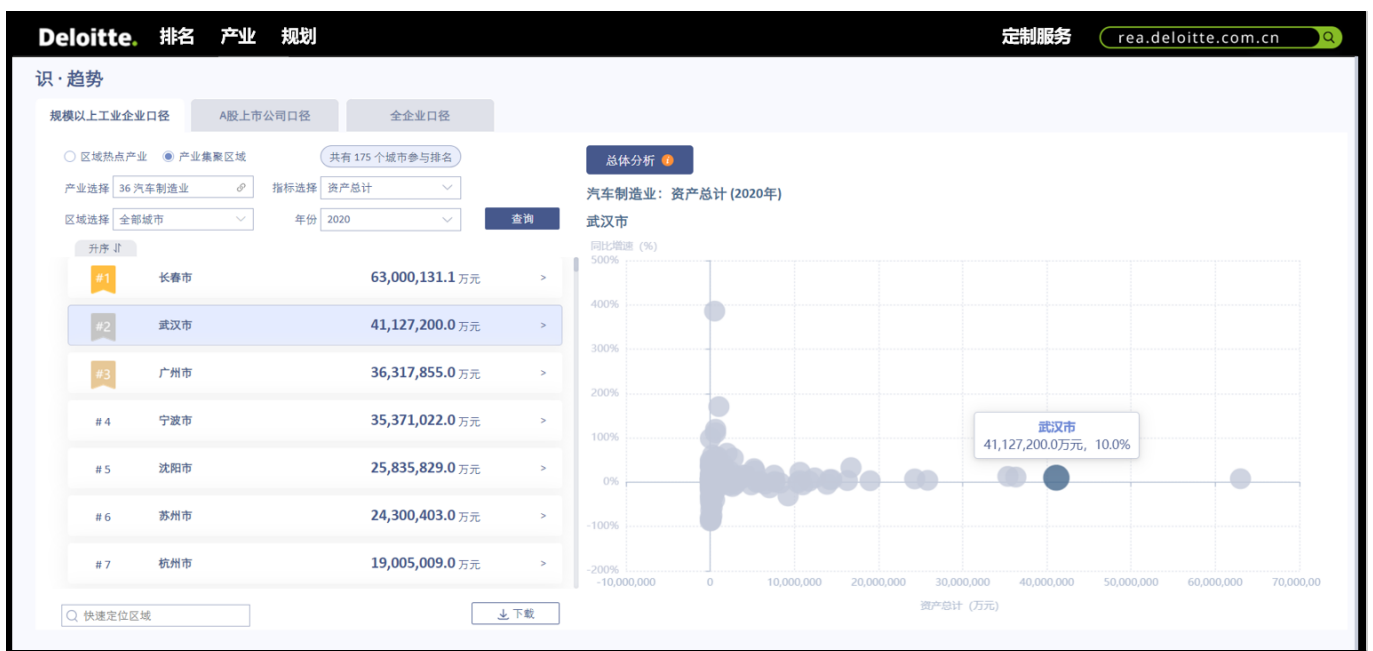 Deloitte. 排名 产业 规划 定制服务 rea.deloitte.com.cn
识·趋势
规模以上工业企业口径 A股上市公司口径 全企业口径
区域热点产业 产业集聚区域 共有 175 个城市参与排名
产业选择 36 汽车制造业 指标选择 资产总计
区域选择 全部城市 年份 2020 查询
升序
#1 长春市 63,000,131.1 万元 >
#2 武汉市 41,127,200.0 万元 >
#3 广州市 36,317,855.0 万元 >
# 4 宁波市 35,371,022.0 万元 >
# 5 沈阳市 25,835,829.0 万元 >
# 6 苏州市 24,300,403.0 万元 >
# 7 杭州市 19,005,009.0 万元 >
快速定位区域 下载
总体分析
汽车制造业：资产总计 (2020年)
武汉市
同比增速（%）
500%
400%
300%
200%
100%
0%
-100%
-200%
武汉市
41,127,200.0万元，10.0%
-10,000,000 0 10,000,000 20,000,000 30,000,000 40,000,000 50,000,000 60,000,000 70,000,00
资产总计（万元）